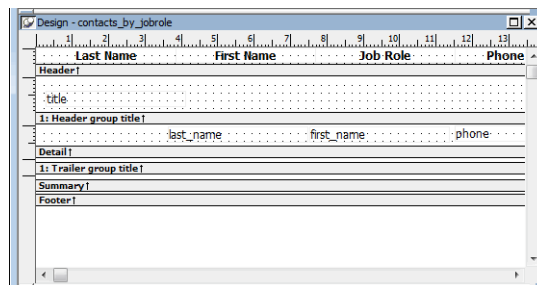 Design - contacts_by_jobrole
1 2 3 4 5 6 7 8 9 10 11 12 13
Last Name First Name Job Role Phone
Header↑
title
1: Header group title↑
last_name first_name phone
Detail↑
1: Trailer group title↑
Summary↑
Footer↑